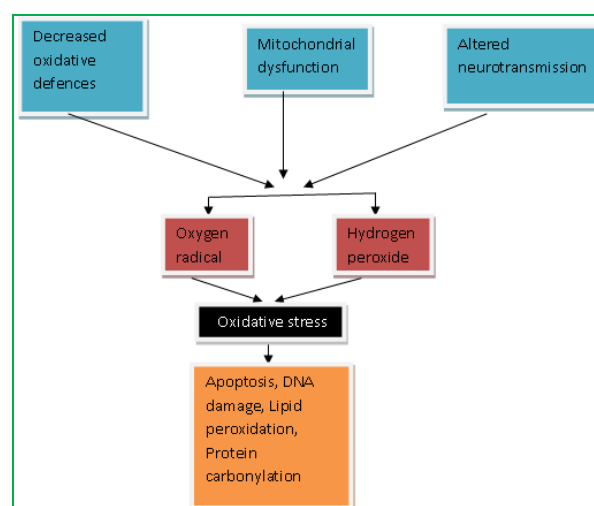 Decreased
oxidative
defences
Mitochondrial
dysfunction
Altered
neurotransmission
Oxygen
radical
Hydrogen
peroxide
Oxidative stress
Apoptosis, DNA
damage, Lipid
peroxidation,
Protein
carbonylation